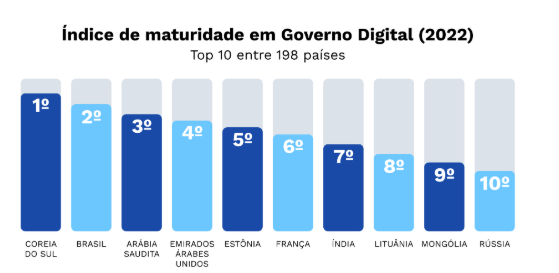 Índice de maturidade em Governo Digital (2022)
Top 10 entre 198 países
1º
2º
3º
4º
5º
6º
7º
8º
9º
10º
COREIA
DO SUL
BRASIL
ARÁBIA
SAUDITA
EMIRADOS
ÁRABES
UNIDOS
ESTÔNIA
FRANÇA
ÍNDIA
LITUÂNIA
MONGÓLIA
RÚSSIA